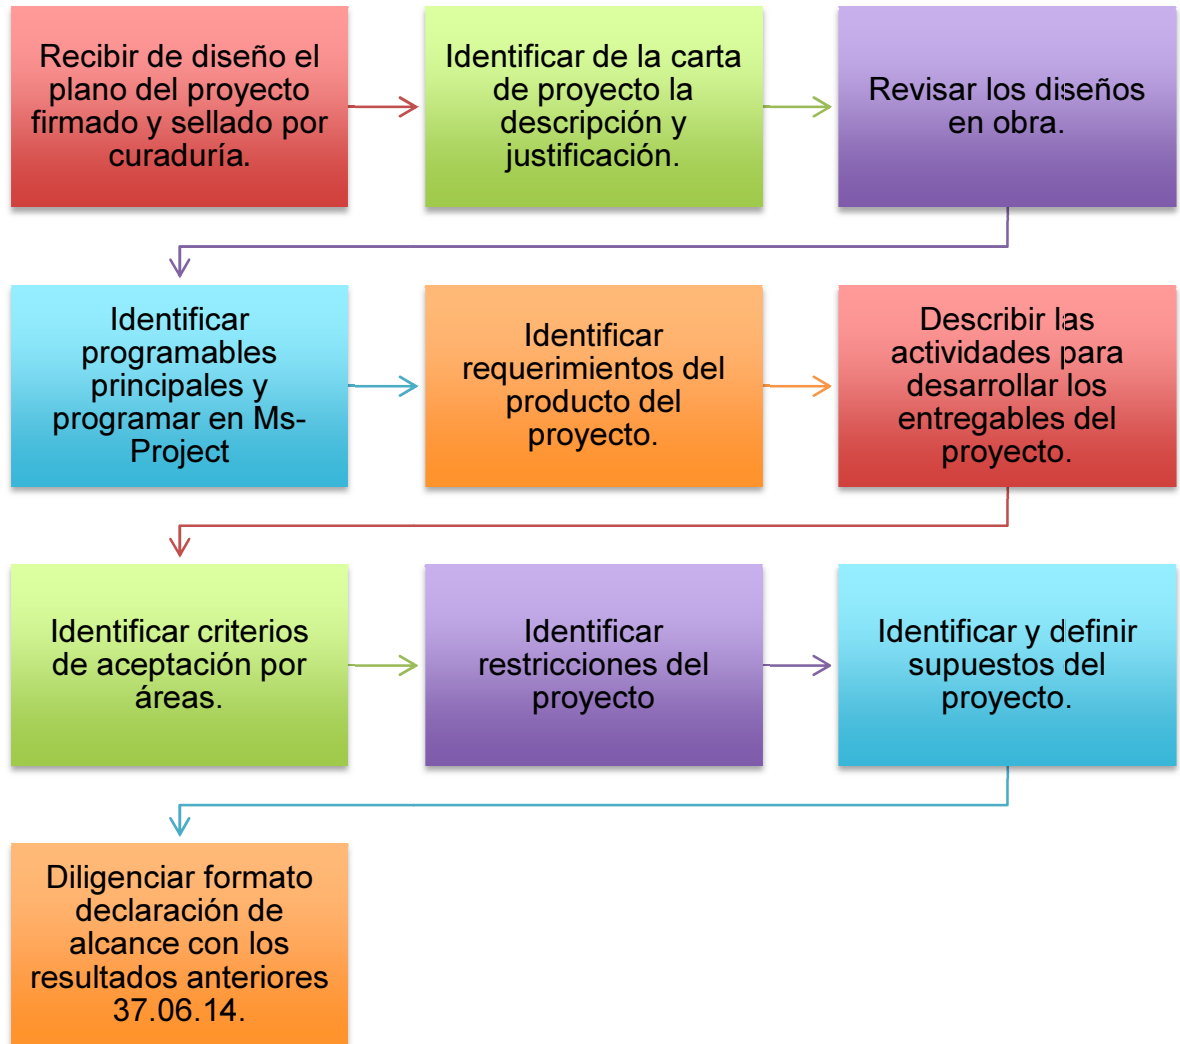 Recibir de diseño el
plano del proyecto
firmado y sellado por
curaduría.
Identificar de la carta
de proyecto la
descripción y
justificación.
Revisar los diseños
en obra.
Identificar
programables
principales y
programar en Ms-
Project
Identificar
requerimientos del
producto del
proyecto.
Describir las
actividades para
desarrollar los
entregables del
proyecto.
Identificar criterios
de aceptación por
áreas.
Identificar
restricciones del
proyecto
Identificar y definir
supuestos del
proyecto.
Diligenciar formato
declaración de
alcance con los
resultados anteriores
37.06.14.